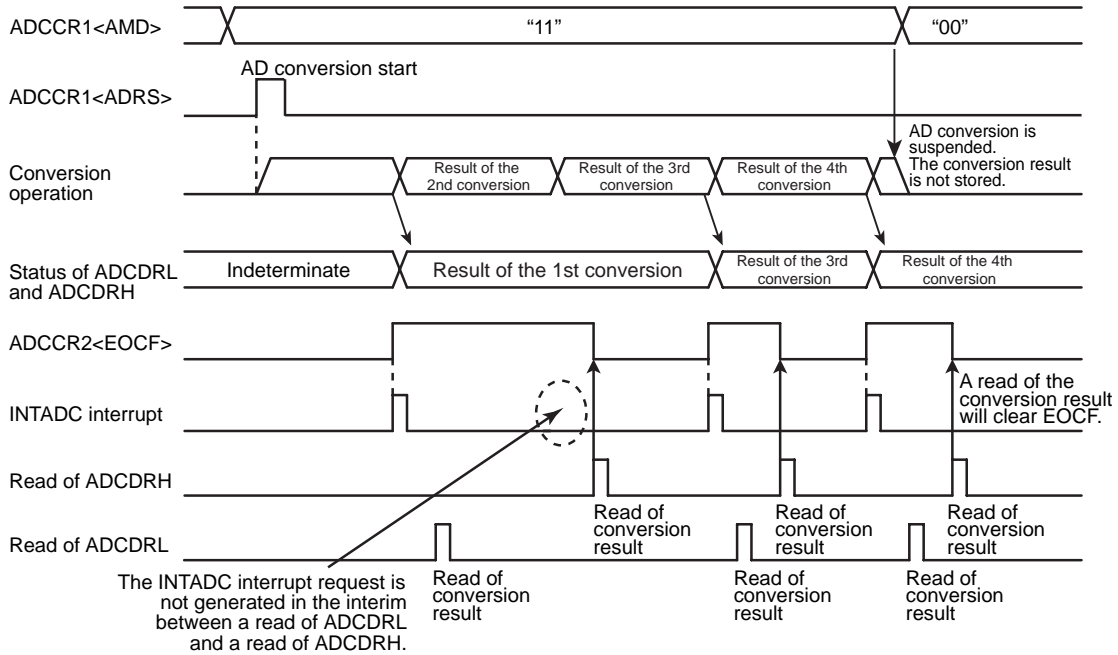 ADCCR1<AMD>
“11”
“00”
AD conversion start
ADCCR1<ADRS>
AD conversion is
suspended.
The conversion result
is not stored.
Conversion
operation
Result of the
2nd conversion
Result of the 3rd
conversion
Result of the 4th
conversion
Status of ADCDRL
and ADCDRH
Indeterminate
Result of the 1st conversion
Result of the 3rd
conversion
Result of the 4th
conversion
ADCCR2<EOCF>
A read of the
conversion result
will clear EOCF.
INTADC interrupt
Read of ADCDRH
Read of
conversion
result
Read of
conversion
result
Read of
conversion
result
Read of ADCDRL
The INTADC interrupt request is
not generated in the interim
between a read of ADCDRL
and a read of ADCDRH.
Read of
conversion
result
Read of
conversion
result
Read of
conversion
result